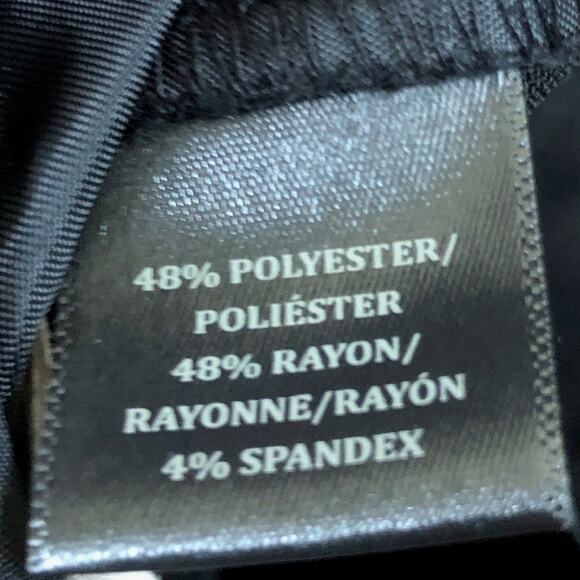 48% POLYESTER/
POLIÉSTER
48% RAYON/
RAYONNE/RAYÓN
4% SPANDEX